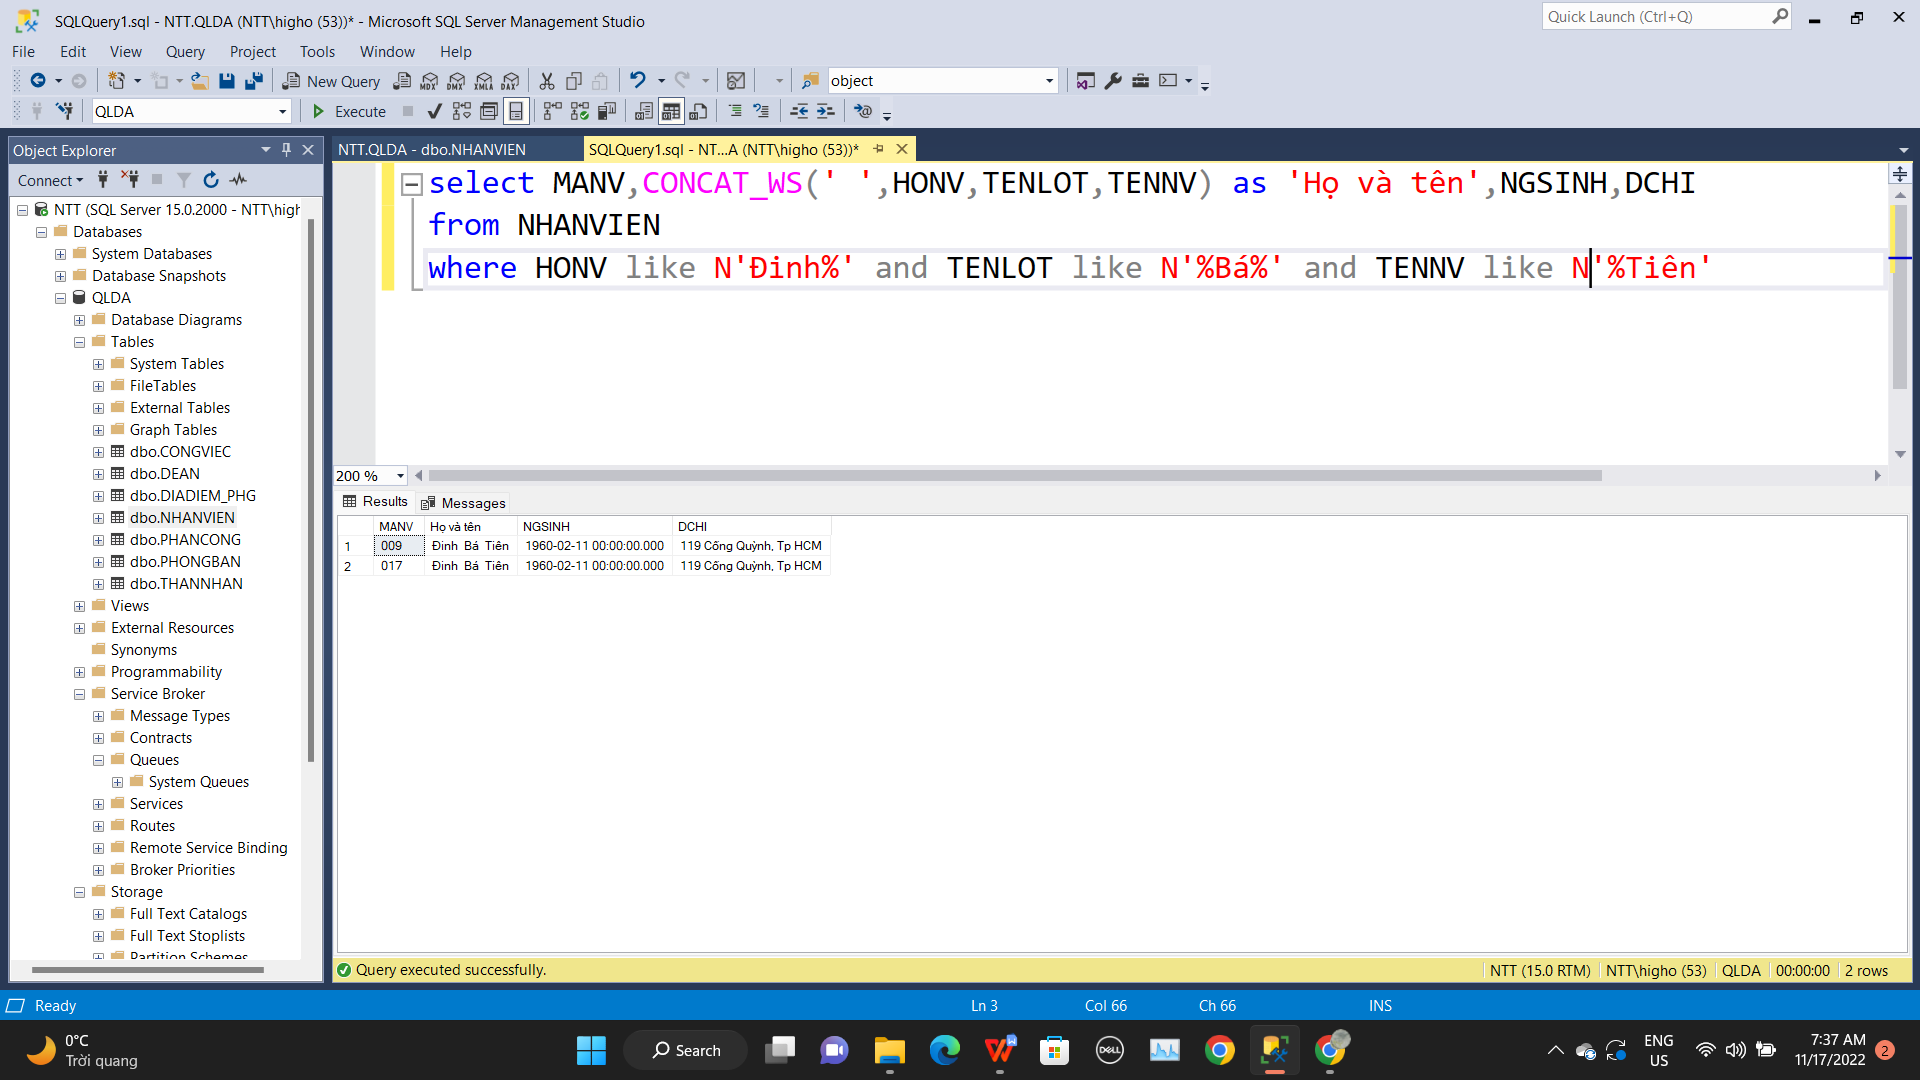 SQLQuery1.sql - NTT.QLDA (NTT\higho (53))* - Microsoft SQL Server Management Studio
Quick Launch (Ctrl+Q)
File Edit View Query Project Tools Window Help
New Query MDX DMX XMLA DAX object
QLDA Execute
Object Explorer
Connect
NTT (SQL Server 15.0.2000 - NTT\high
Databases
System Databases
Database Snapshots
QLDA
Database Diagrams
Tables
System Tables
FileTables
External Tables
Graph Tables
dbo.CONGVIEC
dbo.DEAN
dbo.DIADIEM_PHG
dbo.NHANVIEN
dbo.PHANCONG
dbo.PHONGBAN
dbo.THANNHAN
Views
External Resources
Synonyms
Programmability
Service Broker
Message Types
Contracts
Queues
System Queues
Services
Routes
Remote Service Binding
Broker Priorities
Storage
Full Text Catalogs
Full Text Stoplists
Partition Schemes
NTT.QLDA - dbo.NHANVIEN
SQLQuery1.sql - NT...A (NTT\higho (53))*
select MANV,CONCAT_WS(' ',HONV,TENLOT,TENNV) as 'Họ và tên',NGSINH,DCHI
from NHANVIEN
where HONV like N'Đinh%' and TENLOT like N'%Bá%' and TENNV like N'%Tiên'
200 %
Results Messages
MANV Họ và tên NGSINH DCHI
1 009 Đinh Bá Tiên 1960-02-11 00:00:00.000 119 Cống Quỳnh, Tp HCM
2 017 Đinh Bá Tiên 1960-02-11 00:00:00.000 119 Cống Quỳnh, Tp HCM
Query executed successfully.
NTT (15.0 RTM) NTT\higho (53) QLDA 00:00:00 2 rows
Ready
Ln 3 Col 66 Ch 66 INS
0°C
Trời quang
Search
DELL
ENG
US
7:37 AM
11/17/2022
2